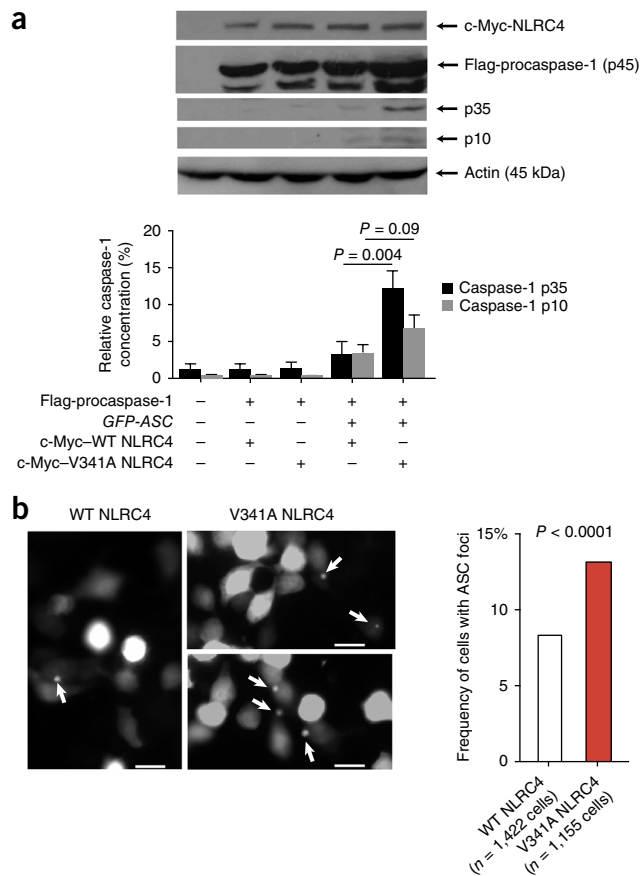 a
c-Myc-NLRC4
Flag-procaspase-1 (p45)
p35
p10
Actin (45 kDa)
Relative caspase-1
concentration (%)
20
15
10
5
0
P = 0.09
P = 0.004
Caspase-1 p35
Caspase-1 p10
Flag-procaspase-1 – + + + +
GFP-ASC – – – + +
c-Myc–WT NLRC4 – + – + –
c-Myc–V341A NLRC4 – – + – +
b
WT NLRC4
V341A NLRC4
Frequency of cells with ASC foci
15%
10
5
0
P < 0.0001
WT NLRC4
(n = 1,422 cells)
V341A NLRC4
(n = 1,155 cells)